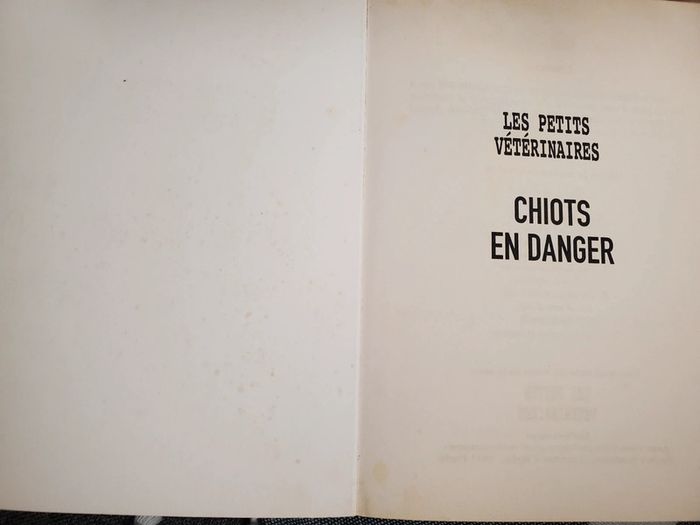 LES PETITS
VÉTÉRINAIRES
CHIOTS
EN DANGER